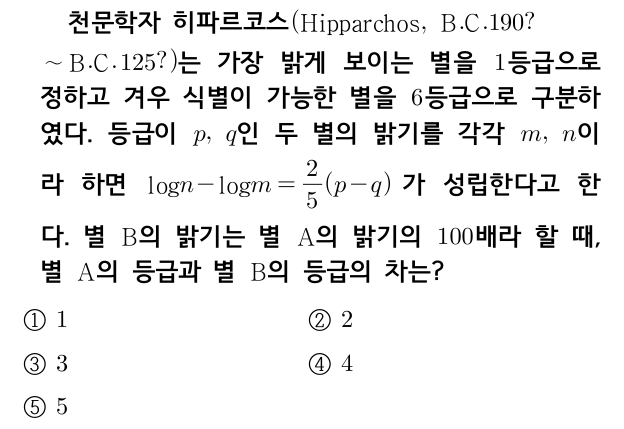 천문학자 히파르코스(Hipparchos, B.C.190?
~B.C.125?)는 가장 밝게 보이는 별을 1등급으로
정하고 겨우 식별이 가능한 별을 6등급으로 구분하
였다. 등급이 p, q인 두 별의 밝기를 각각 m, n이
라 하면 logn-logm=2/5(p-q) 가 성립한다고 한
다. 별 B의 밝기는 별 A의 밝기의 100배라 할 때,
별 A의 등급과 별 B의 등급의 차는?
① 1
② 2
③ 3
④ 4
⑤ 5